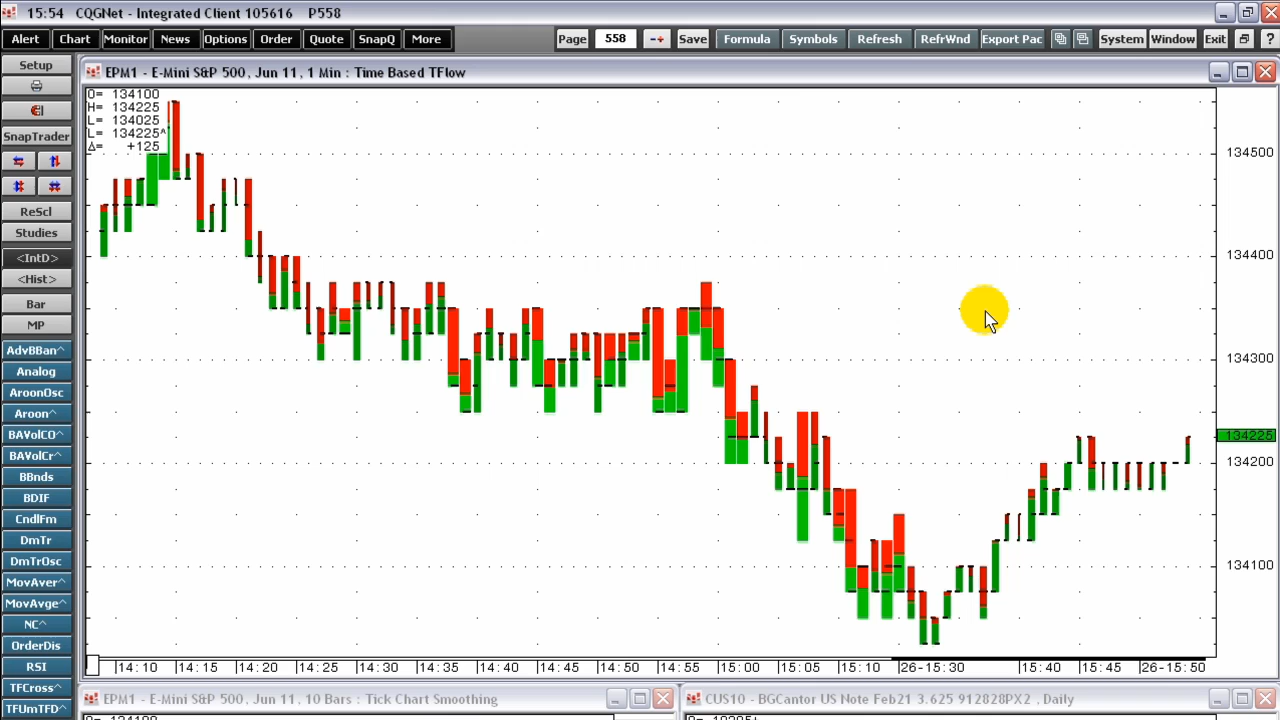 15:54 CQGNet - Integrated Client 105616 P558
Alert Chart Monitor News Options Order Quote SnapQ More Page 558 -+ Save Formula Symbols Refresh RefrWnd Export Pac System Window Exit ?
Setup
SnapTrader
ReScl
Studies
<IntD>
<Hist>
Bar
MP
AdvBBan^
Analog
AroonOsc
Aroon^
BAVolCO^
BAVolCr^
BBnds
BDIF
CndlFm
DmTr
DmTrOsc
MovAver^
MovAvge^
NC^
OrderDis
RSI
TFCross^
TFUmTFD^
EPM1 - E-Mini S&P 500, Jun 11, 1 Min : Time Based TFlow
O= 134100
H= 134225
L= 134025
L= 134225^
Δ= +125
134500
134400
134300
134225
134200
134100
14:10 14:15 14:20 14:25 14:30 14:35 14:40 14:45 14:50 14:55 15:00 15:05 15:10 26-15:30 15:40 15:45 26-15:50
EPM1 - E-Mini S&P 500, Jun 11, 10 Bars : Tick Chart Smoothing
CUS10 - BGCantor US Note Feb21 3.625 912828PX2, Daily